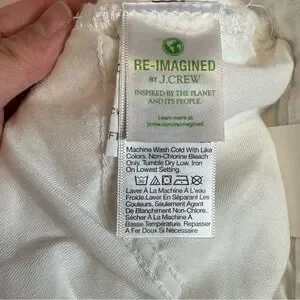 RE-IMAGINED
BY J.CREW
INSPIRED BY THE PLANET
AND ITS PEOPLE.
Learn more at
jcrew.com/reimagined
Machine Wash Cold With Like
Colors. Non-Chlorine Bleach
Only. Tumble Dry Low. Iron
On Lowest Setting.
Laver À La Machine À L'eau
Froide Laver En Séparant Les
Couleurs. Seulement Agent
De Blanchiment Non-Chlore.
Sécher À La Machine À
Basse Température. Repasser
À Fer Doux Si Nécessaire